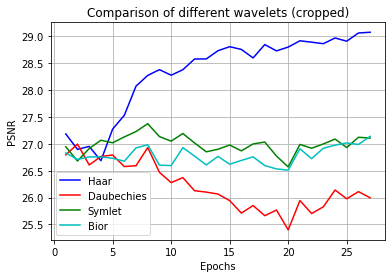 Comparison of different wavelets (cropped)
29.0
28.5
28.0
27.5
27.0
26.5
26.0
25.5
PSNR
Haar
Daubechies
Symlet
Bior
0 5 10 15 20 25
Epochs